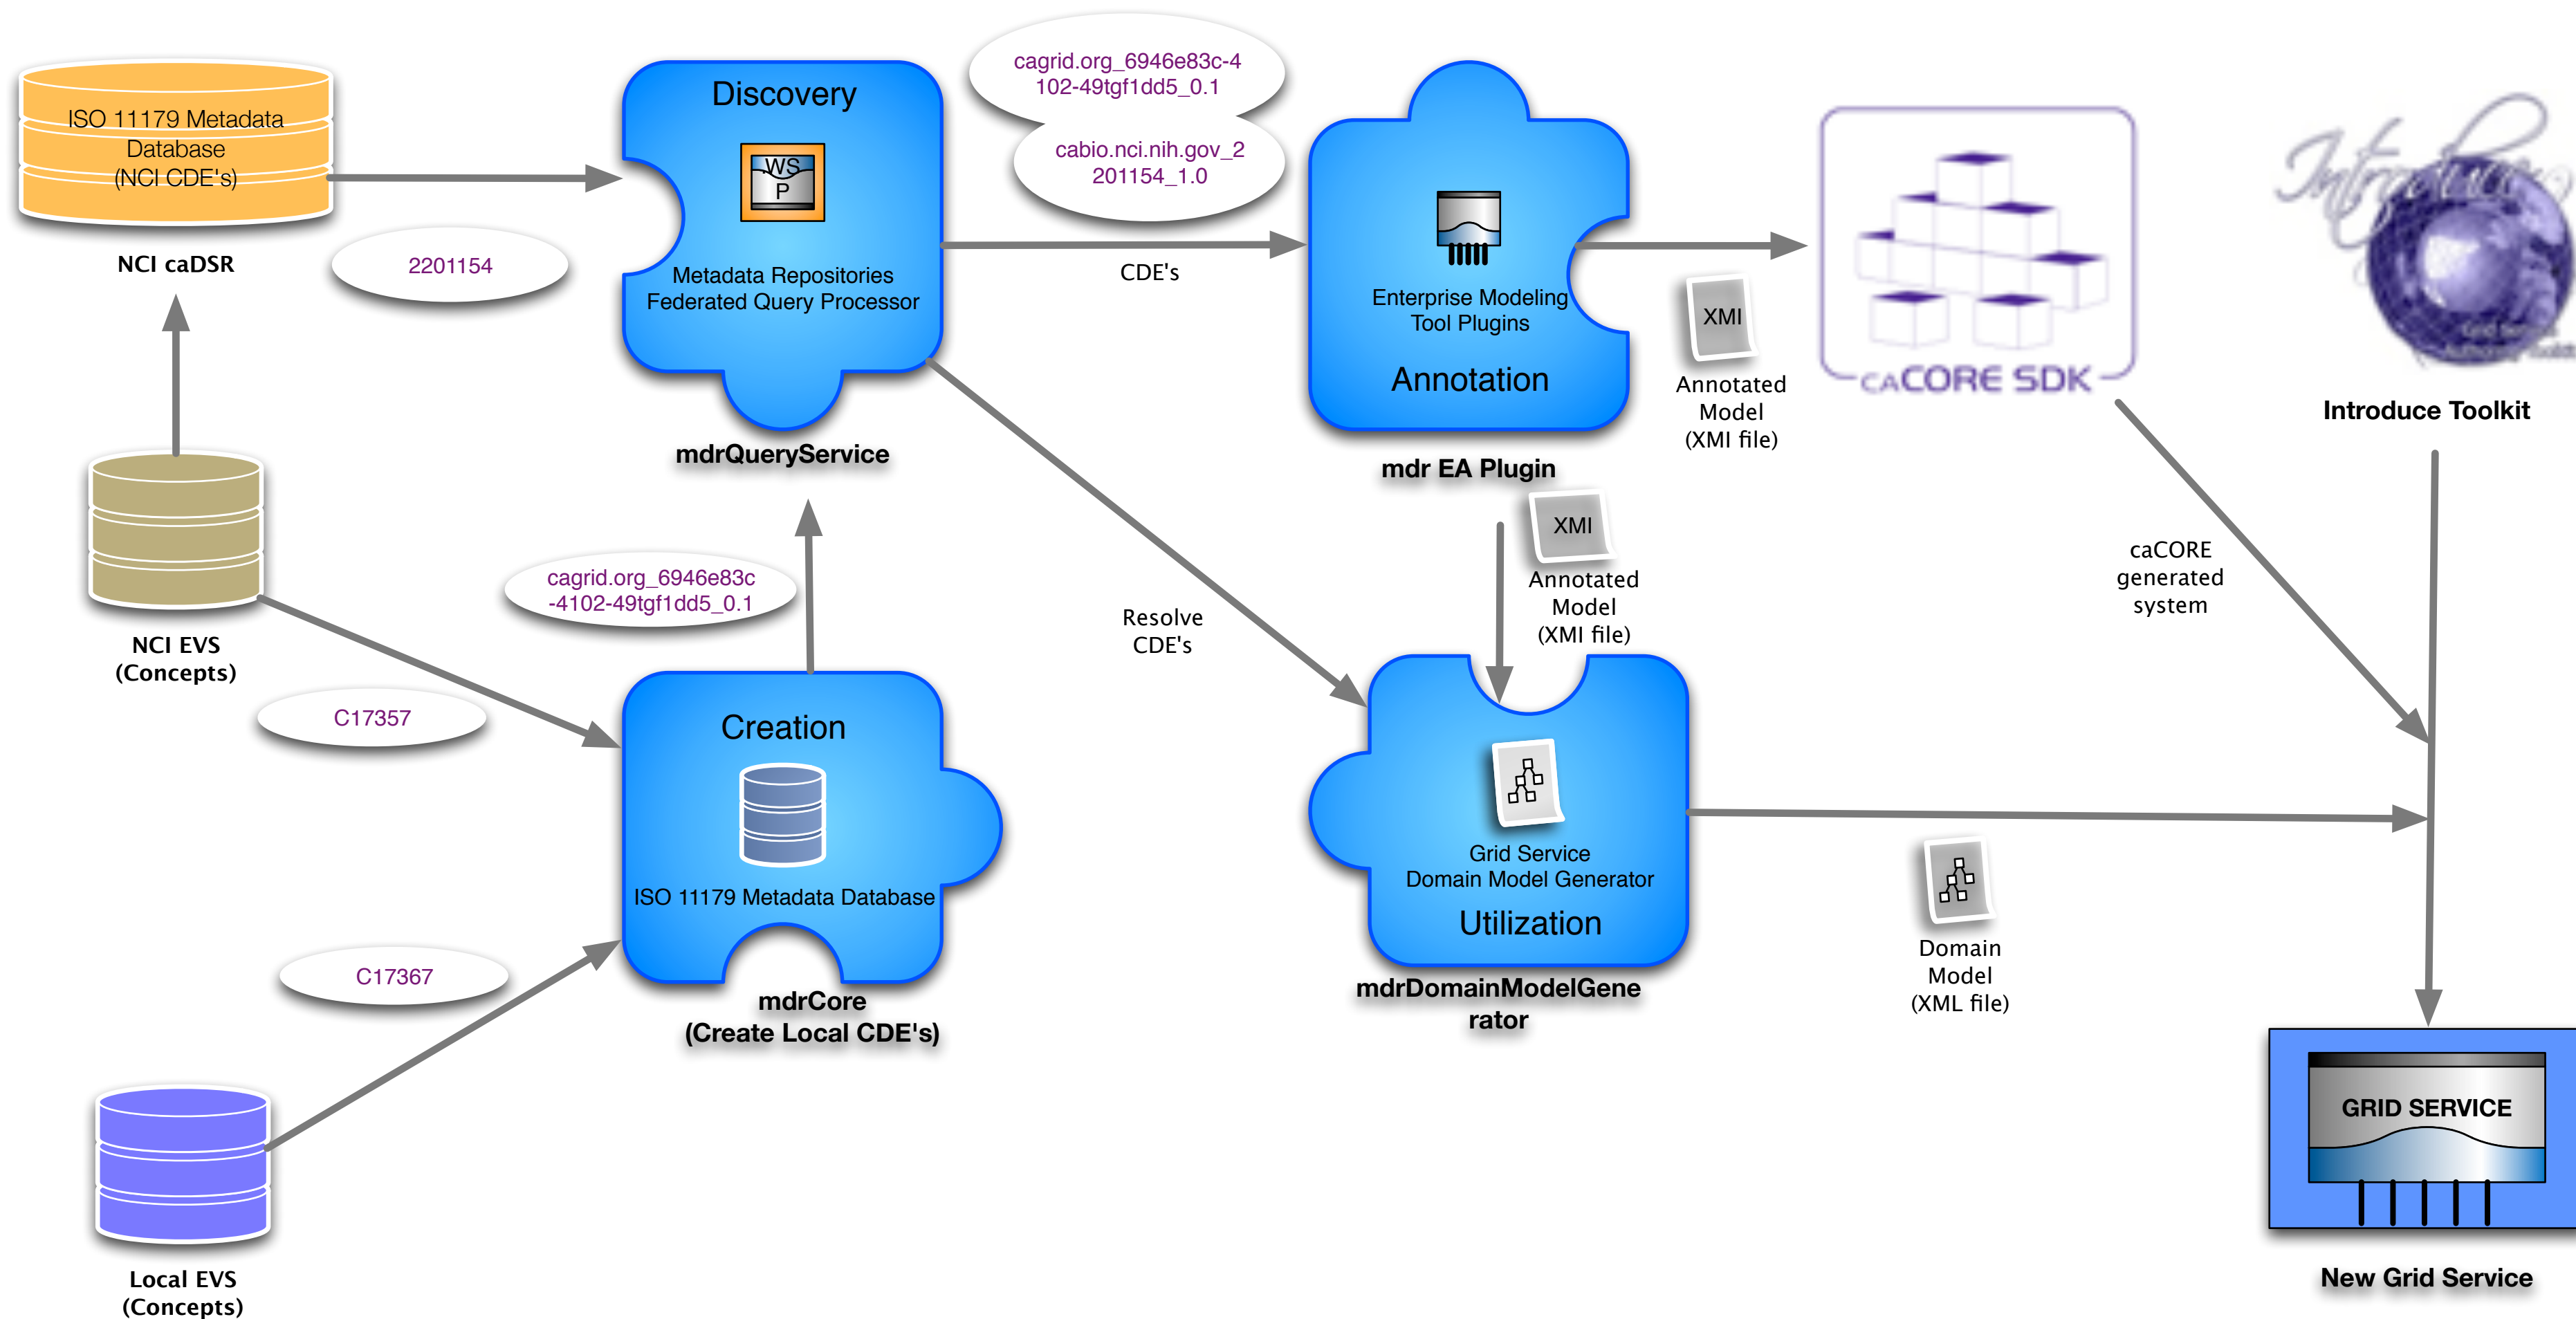 ISO 11179 Metadata
Database
(NCI CDE's)
NCI caDSR
2201154
Discovery
WS
P
Metadata Repositories
Federated Query Processor
mdrQueryService
cagrid.org_6946e83c-4
102-49tgf1dd5_0.1
cabio.nci.nih.gov_2
201154_1.0
CDE's
Enterprise Modeling
Tool Plugins
Annotation
mdr EA Plugin
XMI
Annotated
Model
(XMI file)
caCORE SDK
Introduce
Introduce Toolkit
NCI EVS
(Concepts)
cagrid.org_6946e83c
-4102-49tgf1dd5_0.1
C17357
Resolve
CDE's
XMI
Annotated
Model
(XMI file)
caCORE
generated
system
Creation
ISO 11179 Metadata Database
mdrCore
(Create Local CDE's)
C17367
Grid Service
Domain Model Generator
Utilization
mdrDomainModelGene
rator
Domain
Model
(XML file)
Local EVS
(Concepts)
GRID SERVICE
New Grid Service